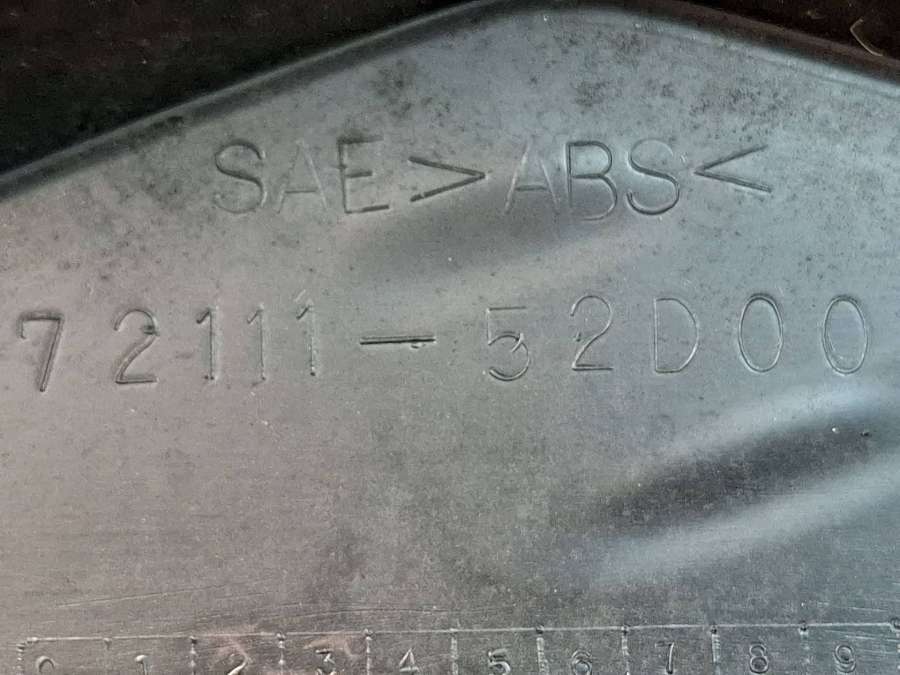 SAE >ABS<
72111-52D00
0 1 2 3 4 5 6 7 8 9